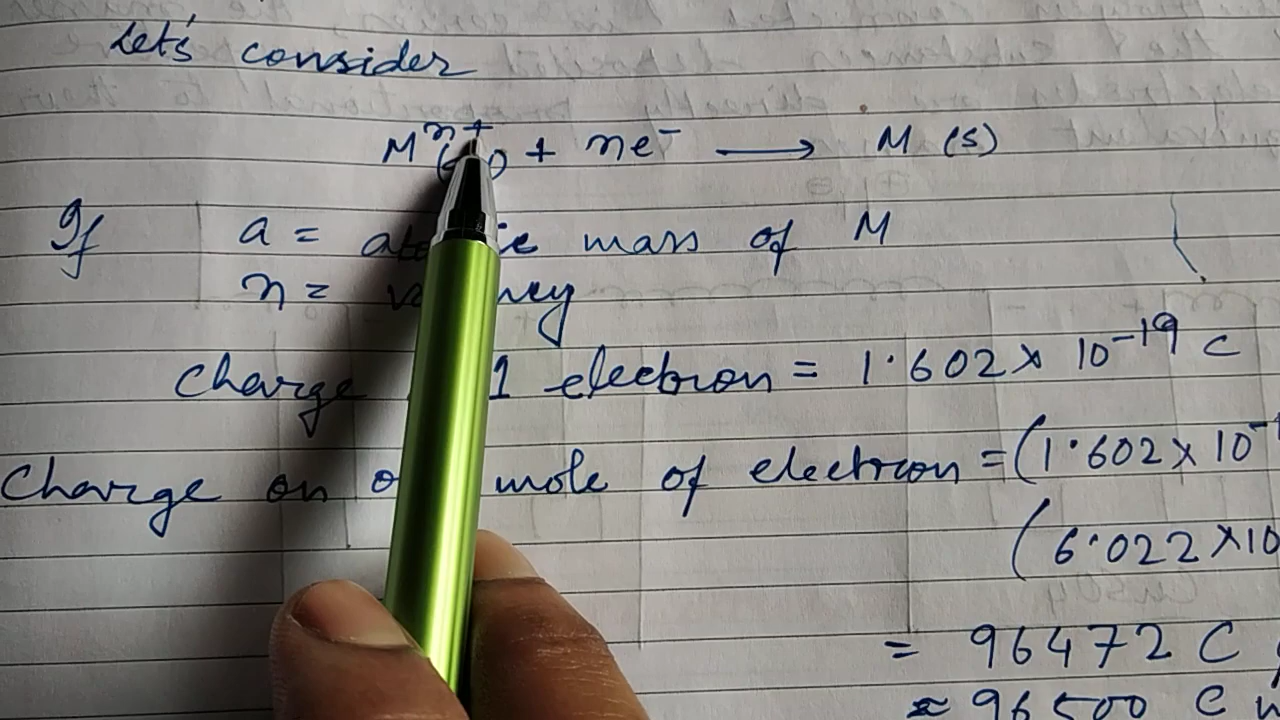 Let's consider
Mⁿ⁺ + ne⁻ ⟶ M (s)
If a = mass of M
n =
Charge 1 electron = 1.602 × 10⁻¹⁹ C
Charge on mole of electron = (1.602 × 10
(6.022 × 10
= 96472 C
≈ 96500 C